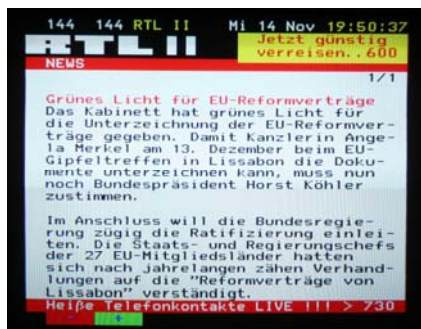 144 144 RTL II Mi 14 Nov 19:50:37
RTL II
Jetzt günstig
verreisen..600
NEWS
1/1
Grünes Licht für EU-Reformverträge
Das Kabinett hat grünes Licht für
die Unterzeichnung der EU-Reformver-
träge gegeben. Damit Kanzlerin Ange-
la Merkel am 13. Dezember beim EU-
Gipfeltreffen in Lissabon die Doku-
mente unterzeichnen kann, muss nun
noch Bundespräsident Horst Köhler
zustimmen.
Im Anschluss will die Bundesregie-
rung zügig die Ratifizierung einlei-
ten. Die Staats- und Regierungschefs
der 27 EU-Mitgliedsländer hatten
sich nach jahrelangen zähen Verhand-
lungen auf die "Reformverträge von
Lissabon" verständigt.
Heiße Telefonkontakte LIVE !!! > 730
- +